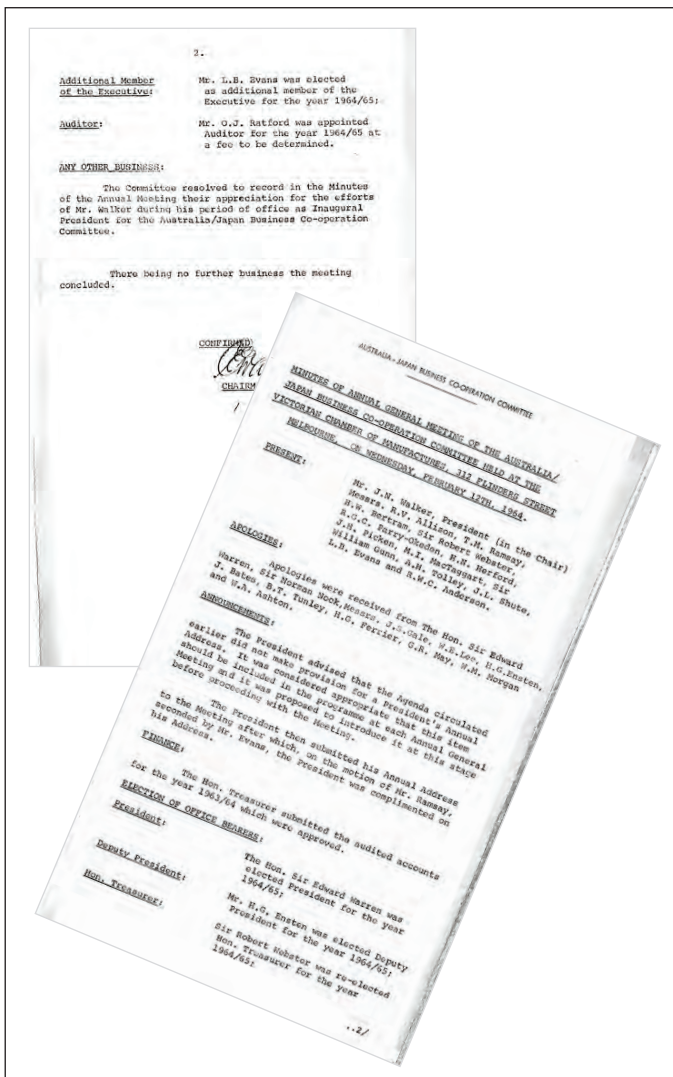 2.
Additional Member
of the Executive:
Mr. L.B. Evans was elected
as additional member of the
Executive for the year 1964/65;
Auditor:
Mr. O.J. Ratford was appointed
Auditor for the year 1964/65 at
a fee to be determined.
ANY OTHER BUSINESS:
The Committee resolved to record in the Minutes
of the Annual Meeting their appreciation for the efforts
of Mr. Walker during his period of office as Inaugural
President for the Australia/Japan Business Co-operation
Committee.
There being no further business the meeting
concluded.
CONFIRMED
CHAIRM
AUSTRALIA - JAPAN BUSINESS CO-OPERATION COMMITTEE
MINUTES OF ANNUAL GENERAL MEETING OF THE AUSTRALIA/
JAPAN BUSINESS CO-OPERATION COMMITTEE HELD AT THE
VICTORIAN CHAMBER OF MANUFACTURES, 312 FLINDERS STREET
MELBOURNE, ON WEDNESDAY, FEBRUARY 12TH, 1964.
PRESENT:
Mr. J.N. Walker, President (in the Chair)
Messrs. R.V. Allison, T.M. Ramsay,
H.W. Bertram, Sir Robert Webster,
R.G.C. Parry-Okeden, R.N. Herford,
J.H. Picken, M.I. MacTaggart, Sir
William Gunn, A.M. Tolley, J.L. Shute,
L.B. Evans and R.W.C. Anderson.
APOLOGIES:
Apologies were received from The Hon. Sir Edward
Warren, Sir Norman Nock, Messrs. J.S. Gale, W.E. Lee, H.G. Ensten,
J. Bates, B.T. Tunley, H.G. Ferrier, G.R. May, W.M. Morgan
and W.A. Ashton.
ANNOUNCEMENTS:
The President advised that the Agenda circulated
earlier did not make provision for a President's Annual
Address. It was considered appropriate that this item
should be included in the programme at each Annual General
Meeting and it was proposed to introduce it at this stage
before proceeding with the Meeting.
The President then submitted his Annual Address
to the Meeting after which, on the motion of Mr. Ramsay,
seconded by Mr. Evans, the President was complimented on
his Address.
FINANCE:
The Hon. Treasurer submitted the audited accounts
for the year 1963/64 which were approved.
ELECTION OF OFFICE BEARERS:
President:
The Hon. Sir Edward Warren was
elected President for the year
1964/65;
Deputy President:
Mr. H.G. Ensten was elected Deputy
President for the year 1964/65;
Hon. Treasurer:
Sir Robert Webster was re-elected
Hon. Treasurer for the year
1964/65;
..2/